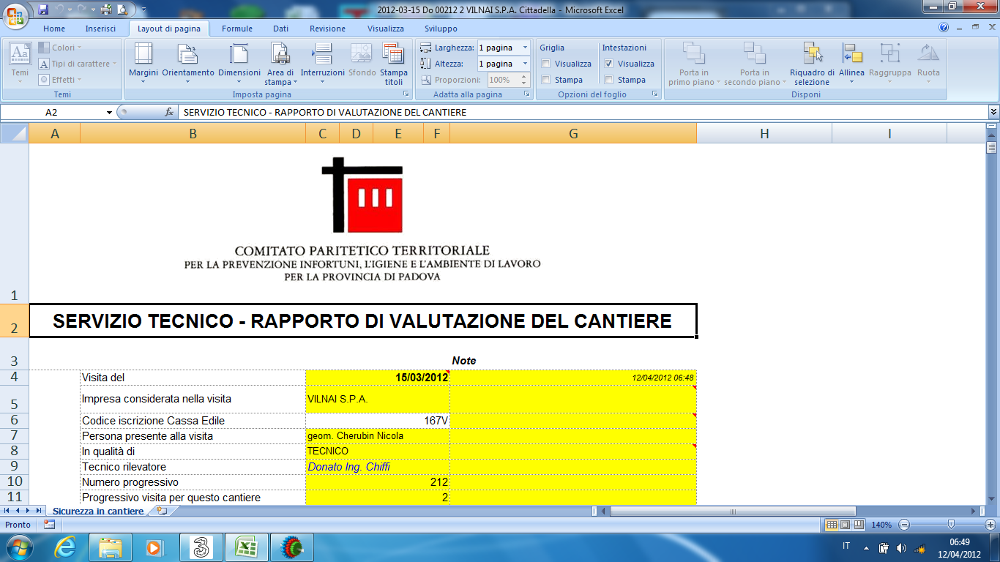 2012-03-15 Do 00212 2 VILNAI S.P.A. Cittadella - Microsoft Excel
Home Inserisci Layout di pagina Formule Dati Revisione Visualizza Sviluppo
Aa Temi
Colori
Tipi di carattere
Effetti
Temi
Margini Orientamento Dimensioni Area di stampa Interruzioni Sfondo Stampa titoli
Imposta pagina
Larghezza: 1 pagina
Altezza: 1 pagina
Proporzioni: 100%
Adatta alla pagina
Griglia Intestazioni
Visualizza Visualizza
Stampa Stampa
Opzioni del foglio
Porta in primo piano Porta in secondo piano Riquadro di selezione Allinea Raggruppa Ruota
Disponi
A2 fx SERVIZIO TECNICO - RAPPORTO DI VALUTAZIONE DEL CANTIERE
A B C D E F G H I
COMITATO PARITETICO TERRITORIALE
PER LA PREVENZIONE INFORTUNI, L'IGIENE E L'AMBIENTE DI LAVORO
PER LA PROVINCIA DI PADOVA
1
2 SERVIZIO TECNICO - RAPPORTO DI VALUTAZIONE DEL CANTIERE
3 Note
4 Visita del 15/03/2012 12/04/2012 06:48
5 Impresa considerata nella visita VILNAI S.P.A.
6 Codice iscrizione Cassa Edile 167V
7 Persona presente alla visita geom. Cherubin Nicola
8 In qualità di TECNICO
9 Tecnico rilevatore Donato Ing. Chiffi
10 Numero progressivo 212
11 Progressivo visita per questo cantiere 2
Sicurezza in cantiere
Pronto 140%
IT 06:49
12/04/2012